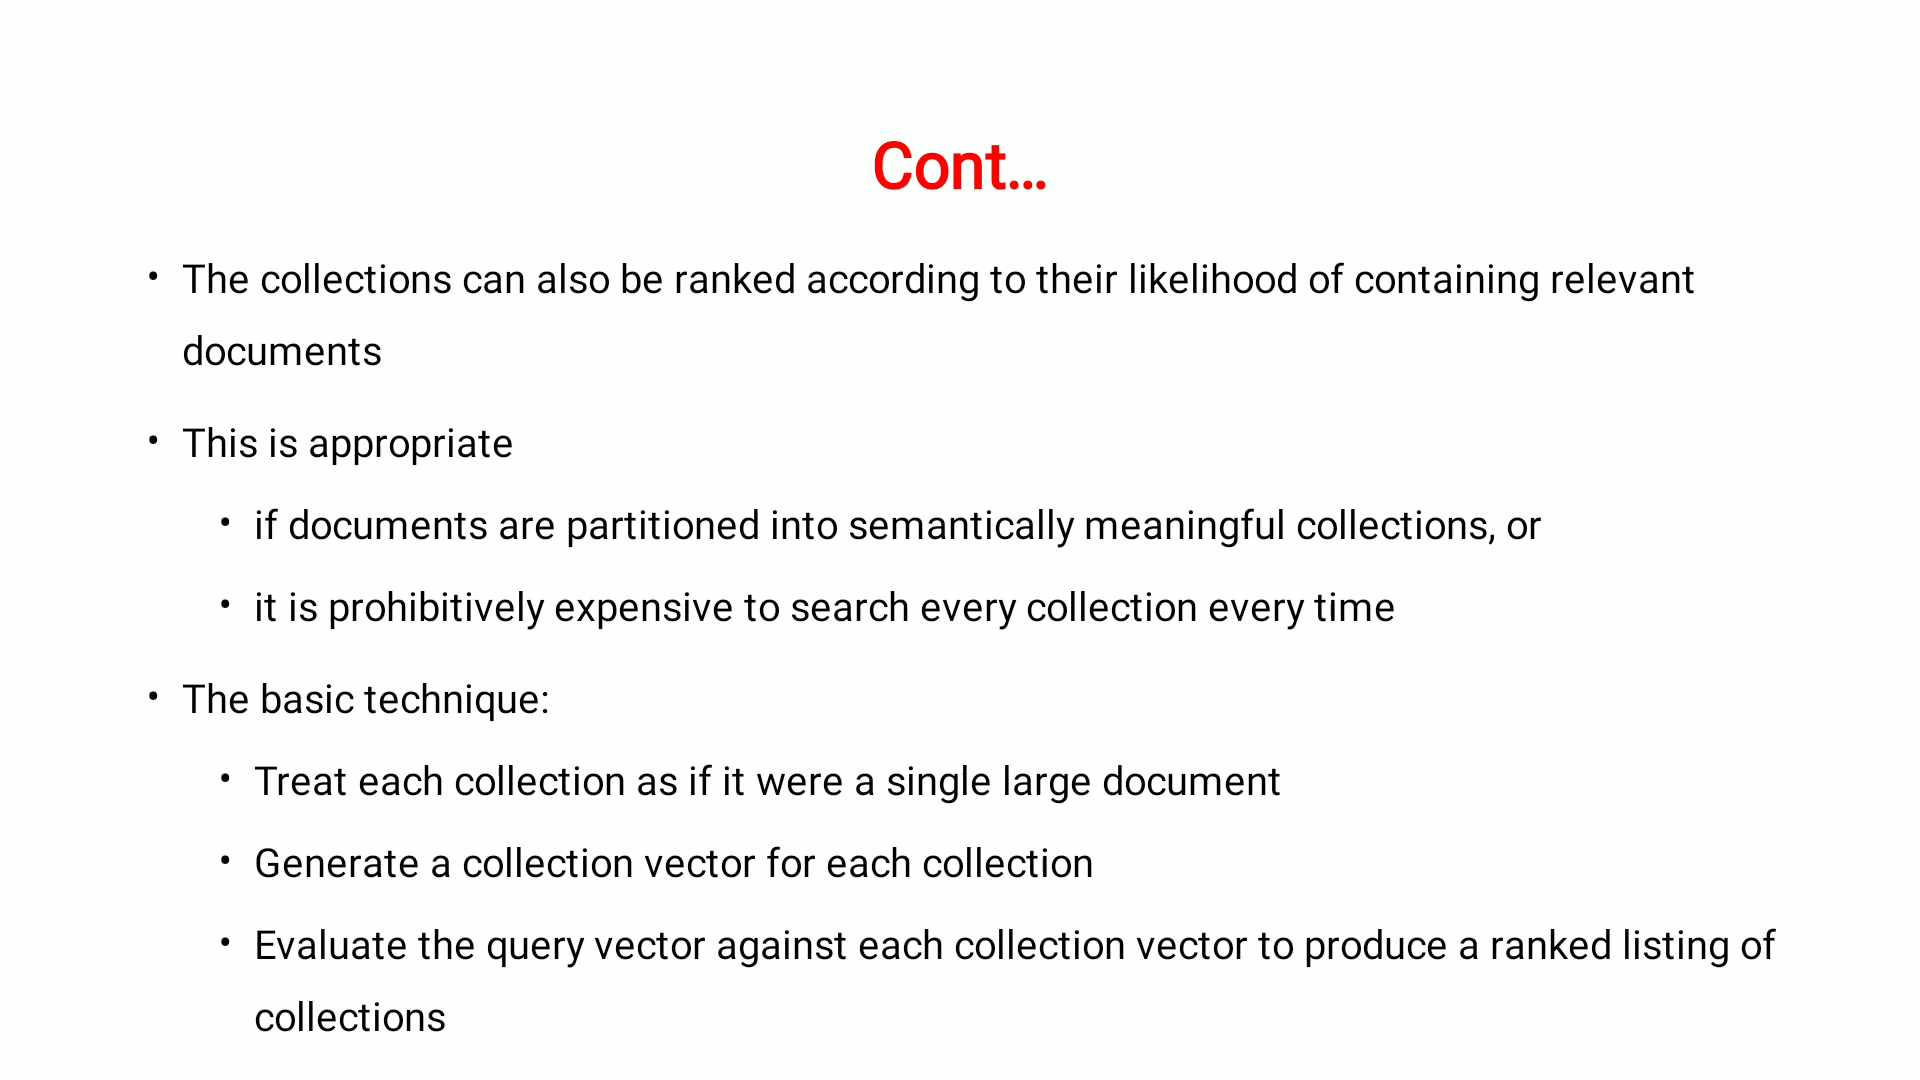 Cont...
• The collections can also be ranked according to their likelihood of containing relevant
documents
• This is appropriate
• if documents are partitioned into semantically meaningful collections, or
• it is prohibitively expensive to search every collection every time
• The basic technique:
• Treat each collection as if it were a single large document
• Generate a collection vector for each collection
• Evaluate the query vector against each collection vector to produce a ranked listing of
collections